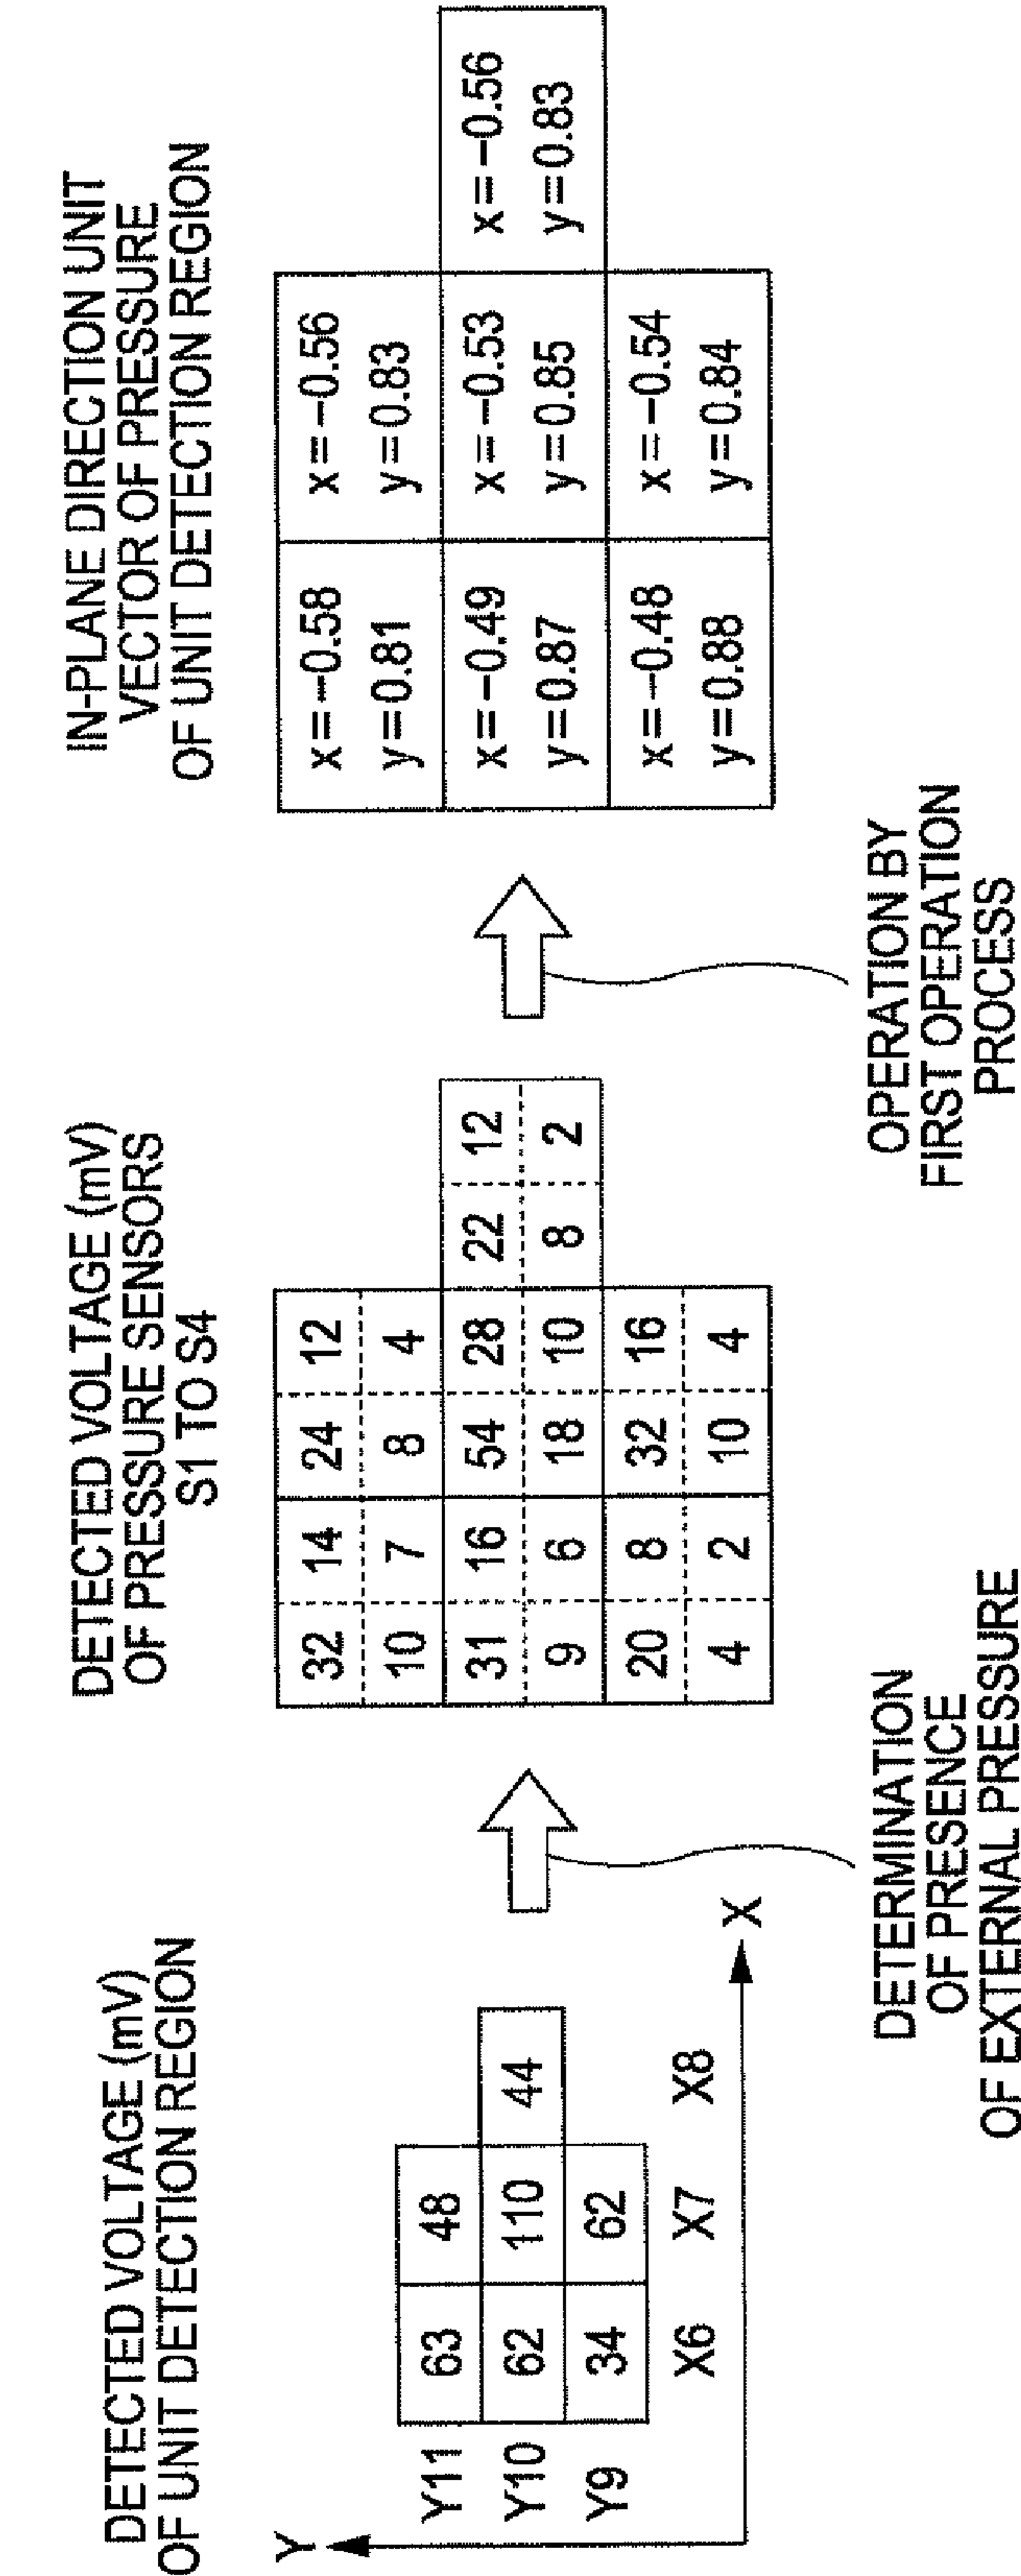 DETECTED VOLTAGE (mV)
OF UNIT DETECTION REGION
Y
Y11 63 48
Y10 62 110 44
Y9 34 62
X6 X7 X8
X
DETERMINATION
OF PRESENCE
OF EXTERNAL PRESSURE
DETECTED VOLTAGE (mV)
OF PRESSURE SENSORS
S1 TO S4
32 14 24 12
10 7 8 4
31 16 54 28 22 12
9 6 18 10 8 2
20 8 32 16
4 2 10 4
OPERATION BY
FIRST OPERATION
PROCESS
IN-PLANE DIRECTION UNIT
VECTOR OF PRESSURE
OF UNIT DETECTION REGION
x=-0.58 x=-0.56
y=0.81 y=0.83
x=-0.49 x=-0.53 x=-0.56
y=0.87 y=0.85 y=0.83
x=-0.48 x=-0.54
y=0.88 y=0.84